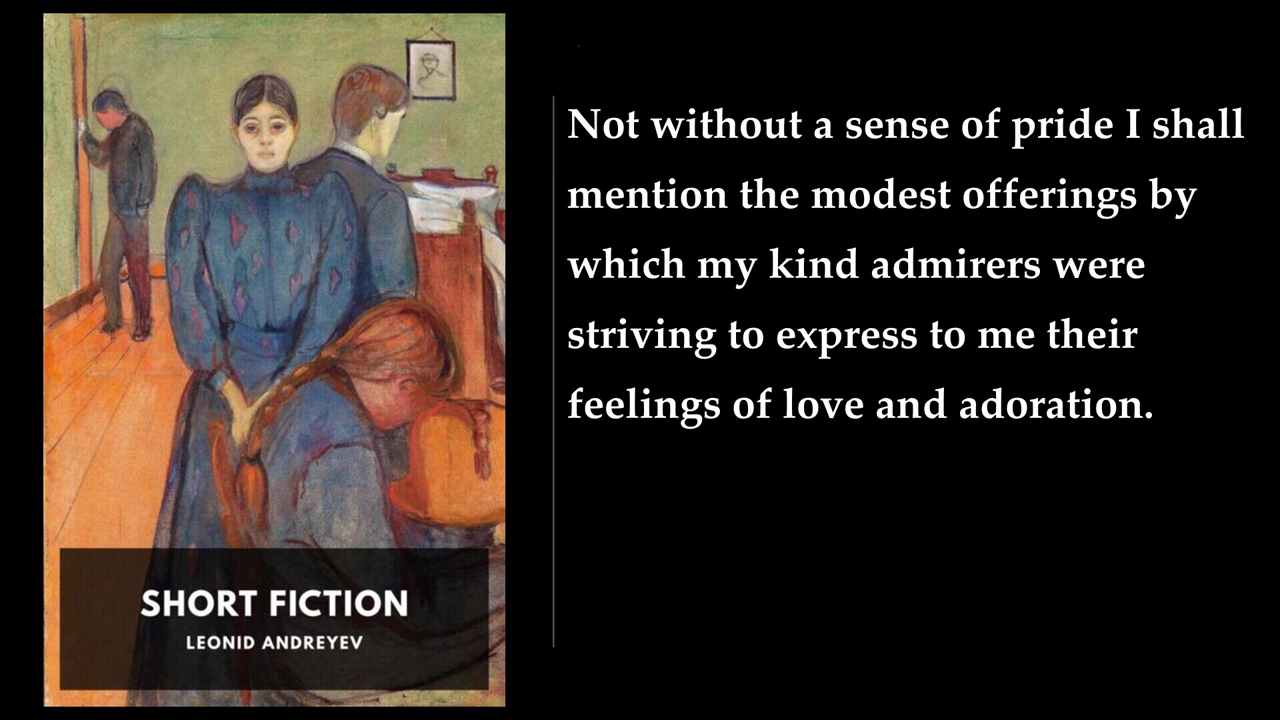 Not without a sense of pride I shall
mention the modest offerings by
which my kind admirers were
striving to express to me their
feelings of love and adoration.
SHORT FICTION
LEONID ANDREYEV